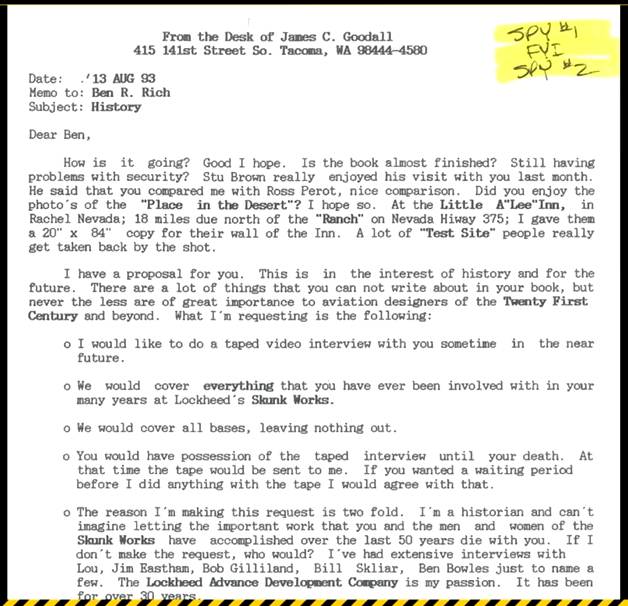 From the Desk of James C. Goodall
415 141st Street So. Tacoma, WA 98444-4580
SPY #1
FYI
SPY #2
Date: .'13 AUG 93
Memo to: Ben R. Rich
Subject: History
Dear Ben,
How is it going? Good I hope. Is the book almost finished? Still having
problems with security? Stu Brown really enjoyed his visit with you last month.
He said that you compared me with Ross Perot, nice comparison. Did you enjoy the
photo's of the "Place in the Desert"? I hope so. At the Little A"Lee"Inn, in
Rachel Nevada; 18 miles due north of the "Ranch" on Nevada Hiway 375; I gave them
a 20" x 84" copy for their wall of the Inn. A lot of "Test Site" people really
get taken back by the shot.
I have a proposal for you. This is in the interest of history and for the
future. There are a lot of things that you can not write about in your book, but
never the less are of great importance to aviation designers of the Twenty First
Century and beyond. What I'm requesting is the following:
o I would like to do a taped video interview with you sometime in the near
future.
o We would cover everything that you have ever been involved with in your
many years at Lockheed's Skunk Works.
o We would cover all bases, leaving nothing out.
o You would have possession of the taped interview until your death. At
that time the tape would be sent to me. If you wanted a waiting period
before I did anything with the tape I would agree with that.
o The reason I'm making this request is two fold. I'm a historian and can't
imagine letting the important work that you and the men and women of the
Skunk Works have accomplished over the last 50 years die with you. If I
don't make the request, who would? I've had extensive interviews with
Lou, Jim Eastham, Bob Gilliland, Bill Skliar, Ben Bowles just to name a
few. The Lockheed Advance Development Company is my passion. It has been
for over 30 years.